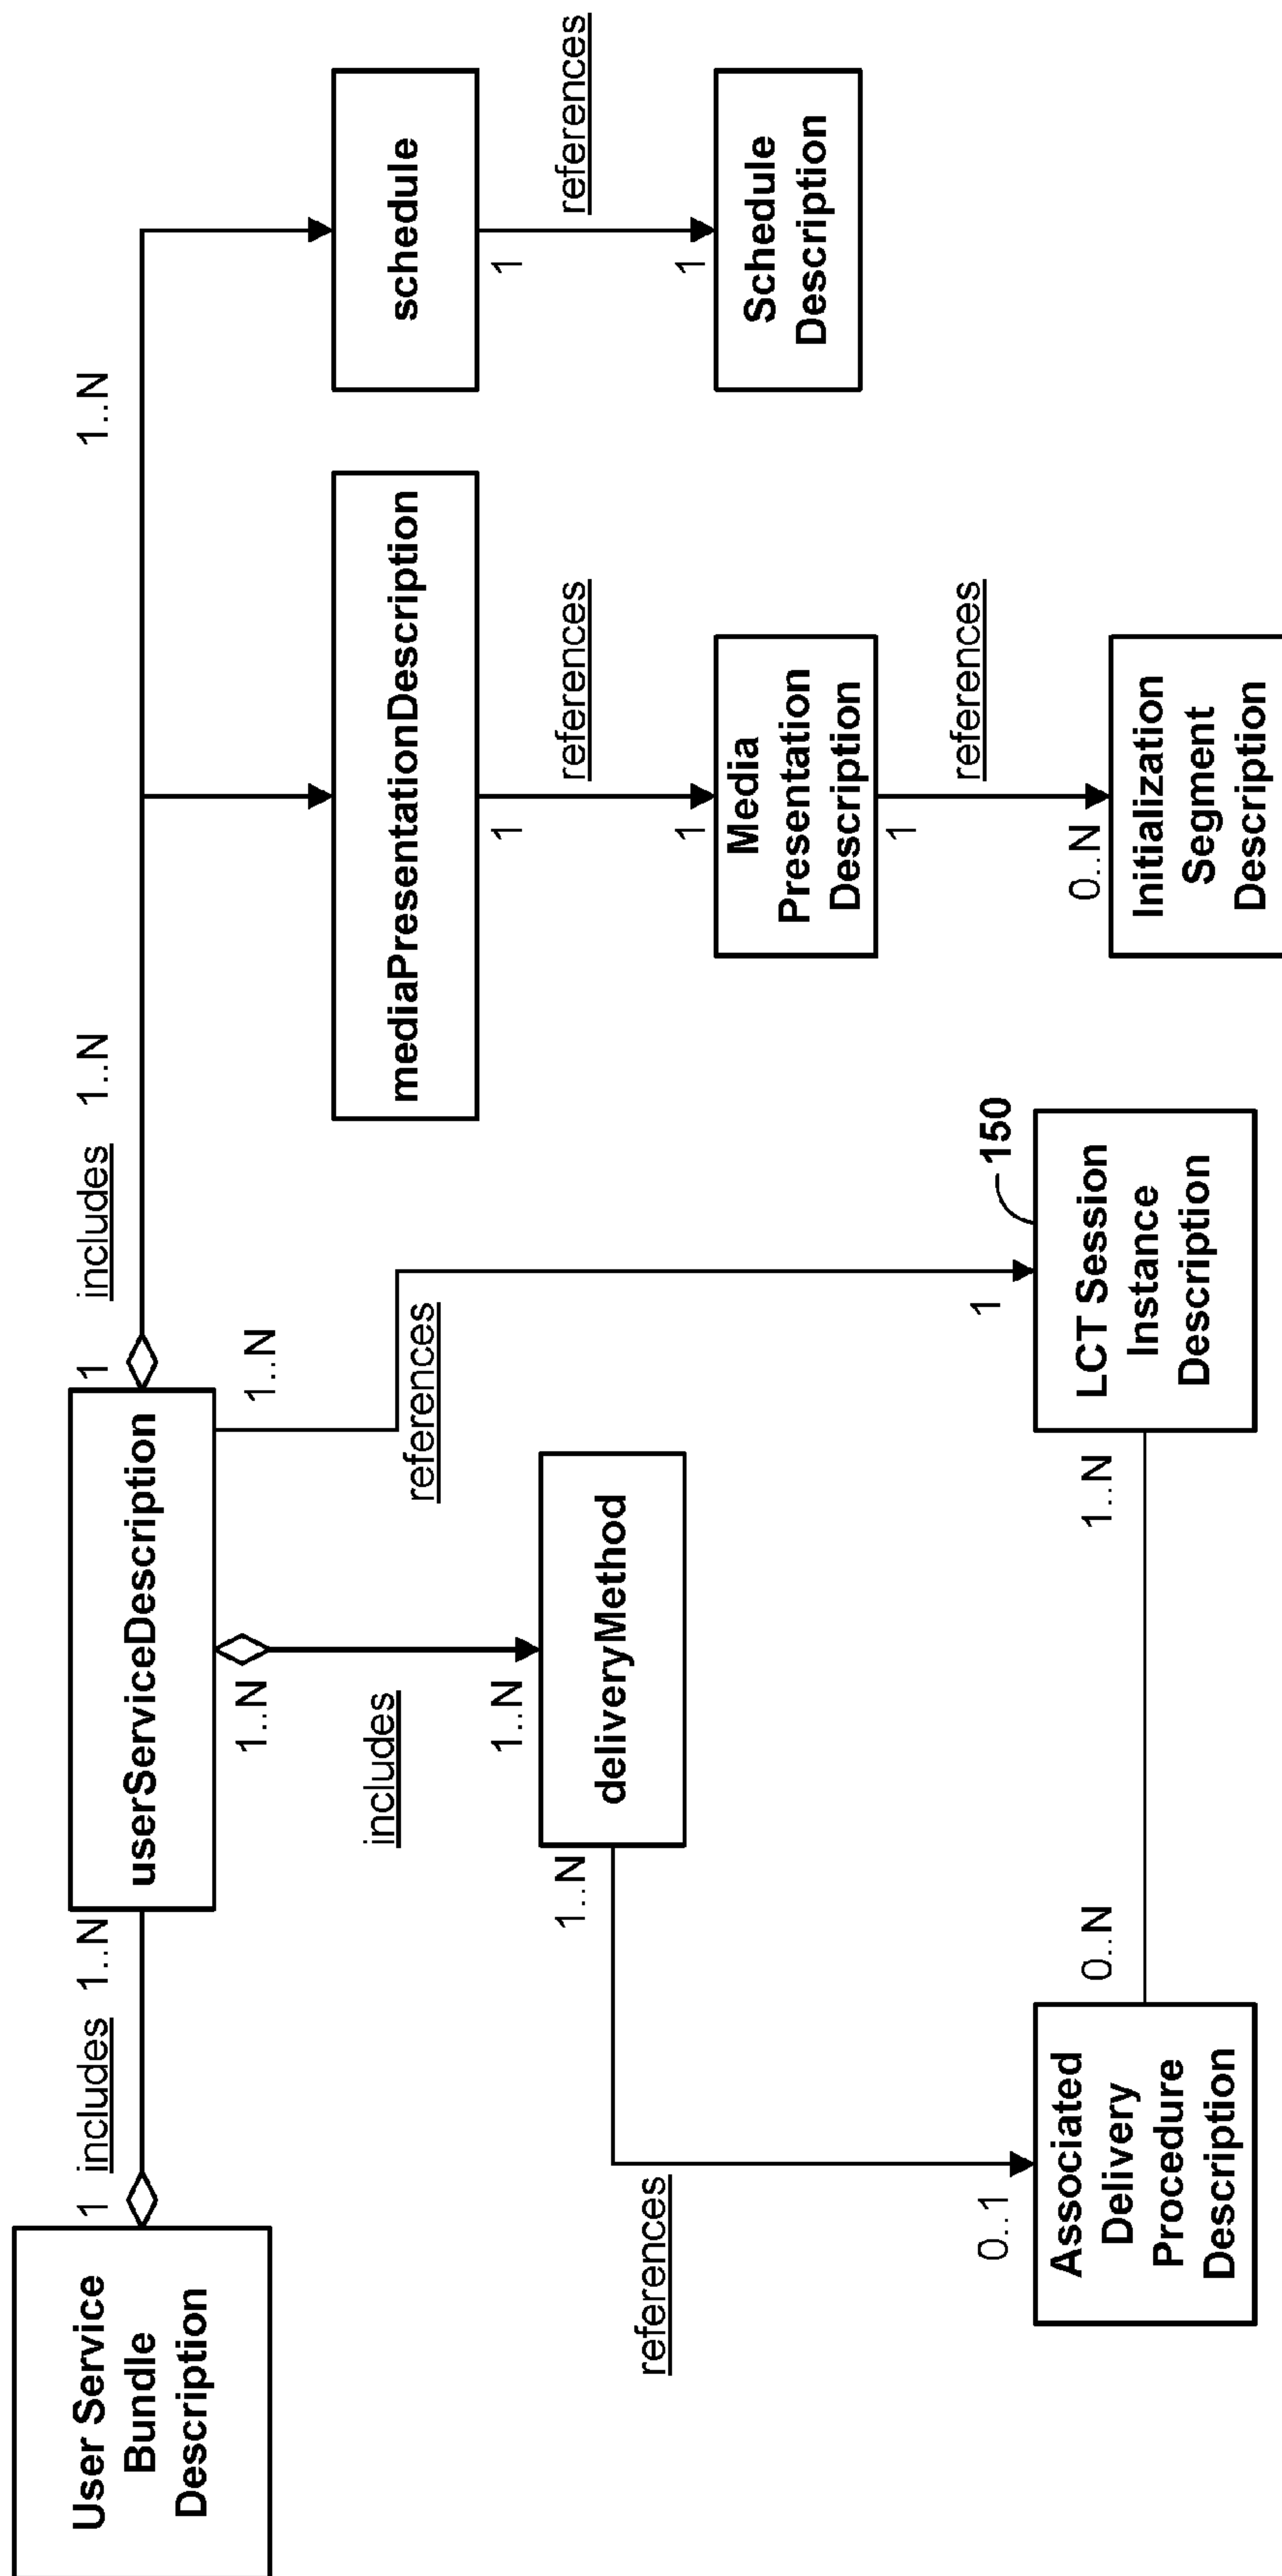 User Service
Bundle
Description
1
includes
1..N
userServiceDescription
1
includes
1..N
1..N
1..N
includes
1..N
deliveryMethod
1..N
references
0..1
Associated
Delivery
Procedure
Description
0..N
1..N
1..N
references
1
150
LCT Session
Instance
Description
mediaPresentationDescription
1
references
1
Media
Presentation
Description
1
references
0..N
Initialization
Segment
Description
schedule
1
references
1
Schedule
Description